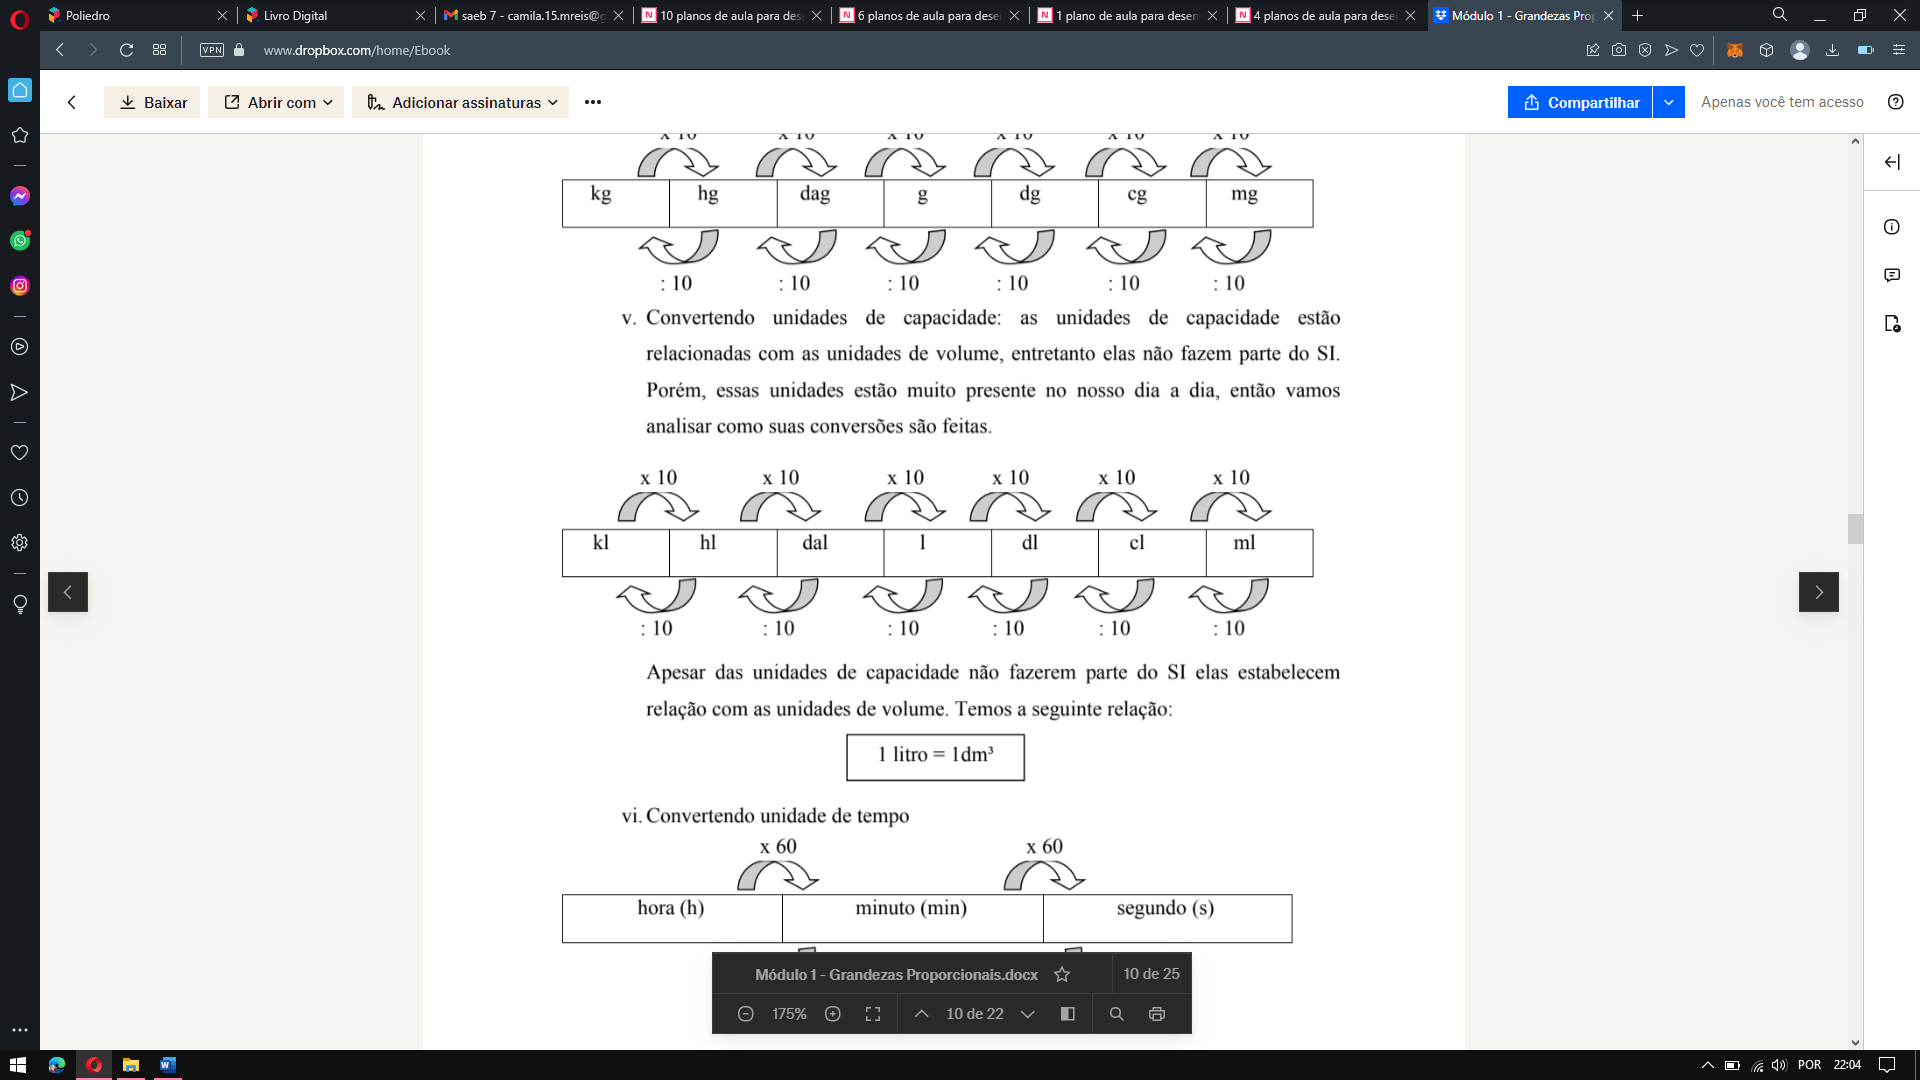 Poliedro
Livro Digital
saeb 7 - camila.15.mreis@g
10 planos de aula para dese
6 planos de aula para dese
1 plano de aula para desen
4 planos de aula para desen
Módulo 1 - Grandezas Prop
VPN
www.dropbox.com/home/Ebook
Baixar
Abrir com
Adicionar assinaturas
Compartilhar
Apenas você tem acesso
x 10 x 10 x 10 x 10 x 10 x 10
kg hg dag g dg cg mg
: 10 : 10 : 10 : 10 : 10 : 10
v. Convertendo unidades de capacidade: as unidades de capacidade estão
relacionadas com as unidades de volume, entretanto elas não fazem parte do SI.
Porém, essas unidades estão muito presente no nosso dia a dia, então vamos
analisar como suas conversões são feitas.
x 10 x 10 x 10 x 10 x 10 x 10
kl hl dal l dl cl ml
: 10 : 10 : 10 : 10 : 10 : 10
Apesar das unidades de capacidade não fazerem parte do SI elas estabelecem
relação com as unidades de volume. Temos a seguinte relação:
1 litro = 1dm³
vi. Convertendo unidade de tempo
x 60 x 60
hora (h) minuto (min) segundo (s)
Módulo 1 - Grandezas Proporcionais.docx
10 de 25
175%
10 de 22
POR
22:04